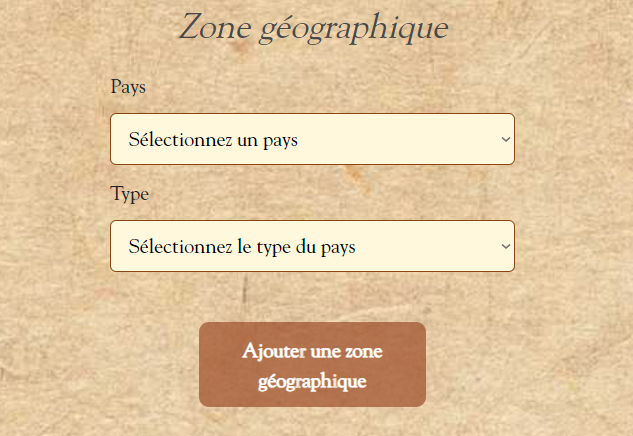 Zone géographique
Pays
Sélectionnez un pays
Type
Sélectionnez le type du pays
Ajouter une zone
géographique